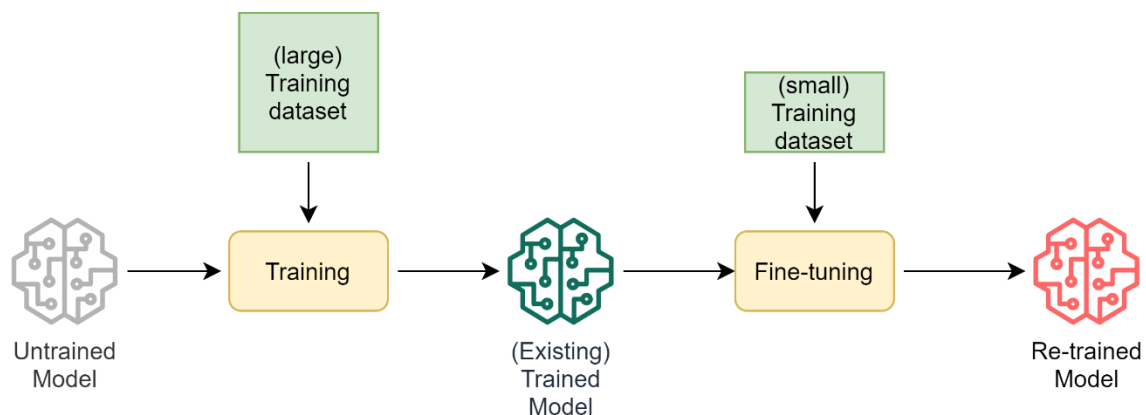 (large)
Training
dataset
(small)
Training
dataset
Training
Fine-tuning
Untrained
Model
(Existing)
Trained
Model
Re-trained
Model